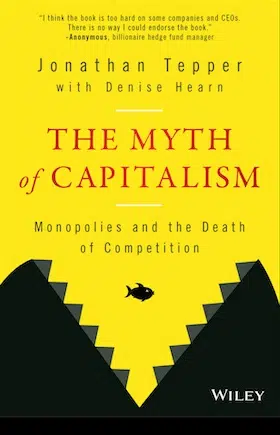 "I think the book is too hard on some companies and CEOs.
There is no way I could endorse the book."
–Anonymous, billionaire hedge fund manager
Jonathan Tepper
with Denise Hearn
THE MYTH
of CAPITALISM
Monopolies and the Death
of Competition
WILEY